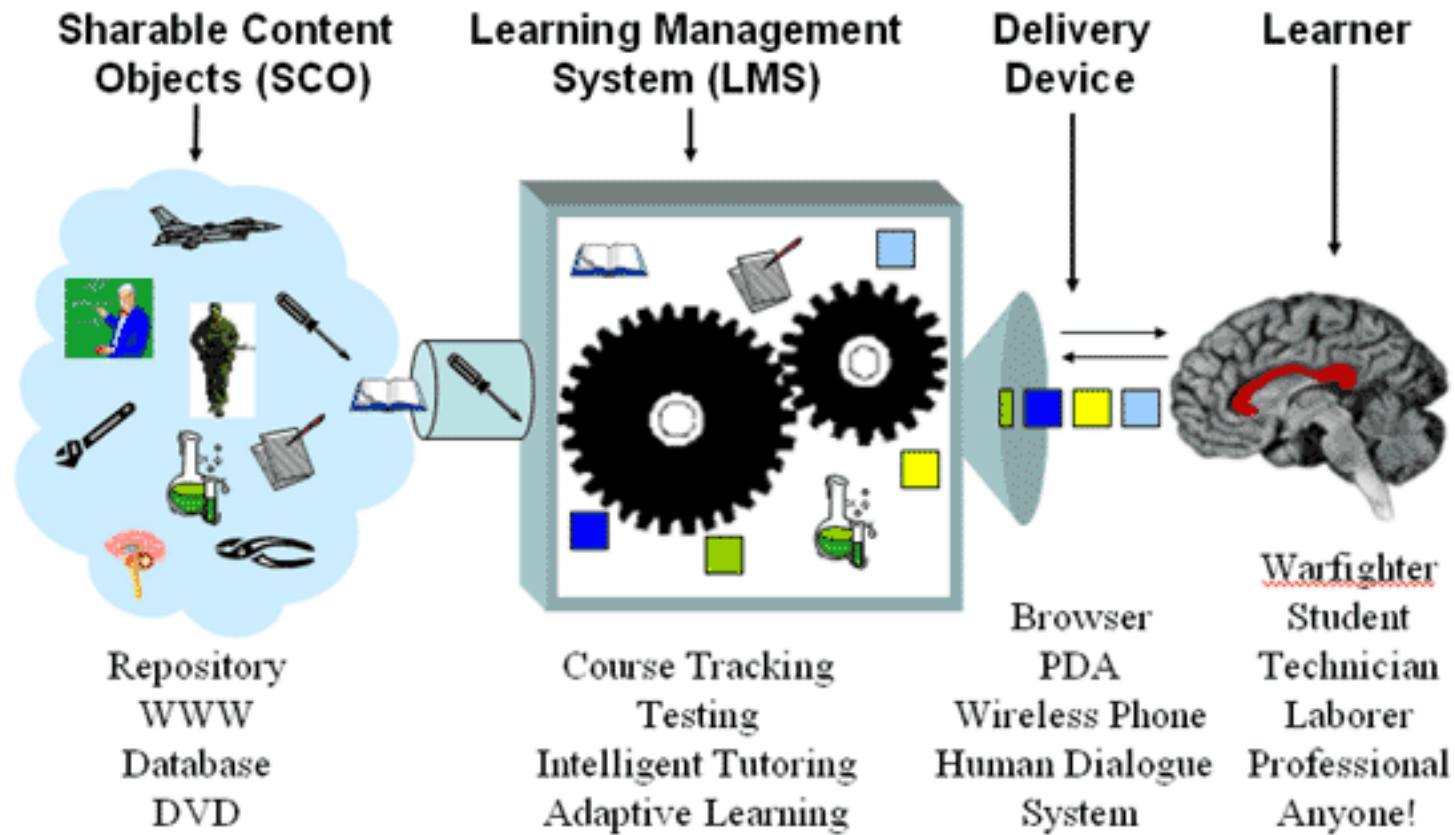 Sharable Content
Objects (SCO)
Learning Management
System (LMS)
Delivery
Device
Learner
Repository
WWW
Database
DVD
Course Tracking
Testing
Intelligent Tutoring
Adaptive Learning
Browser
PDA
Wireless Phone
Human Dialogue
System
Warfighter
Student
Technician
Laborer
Professional
Anyone!